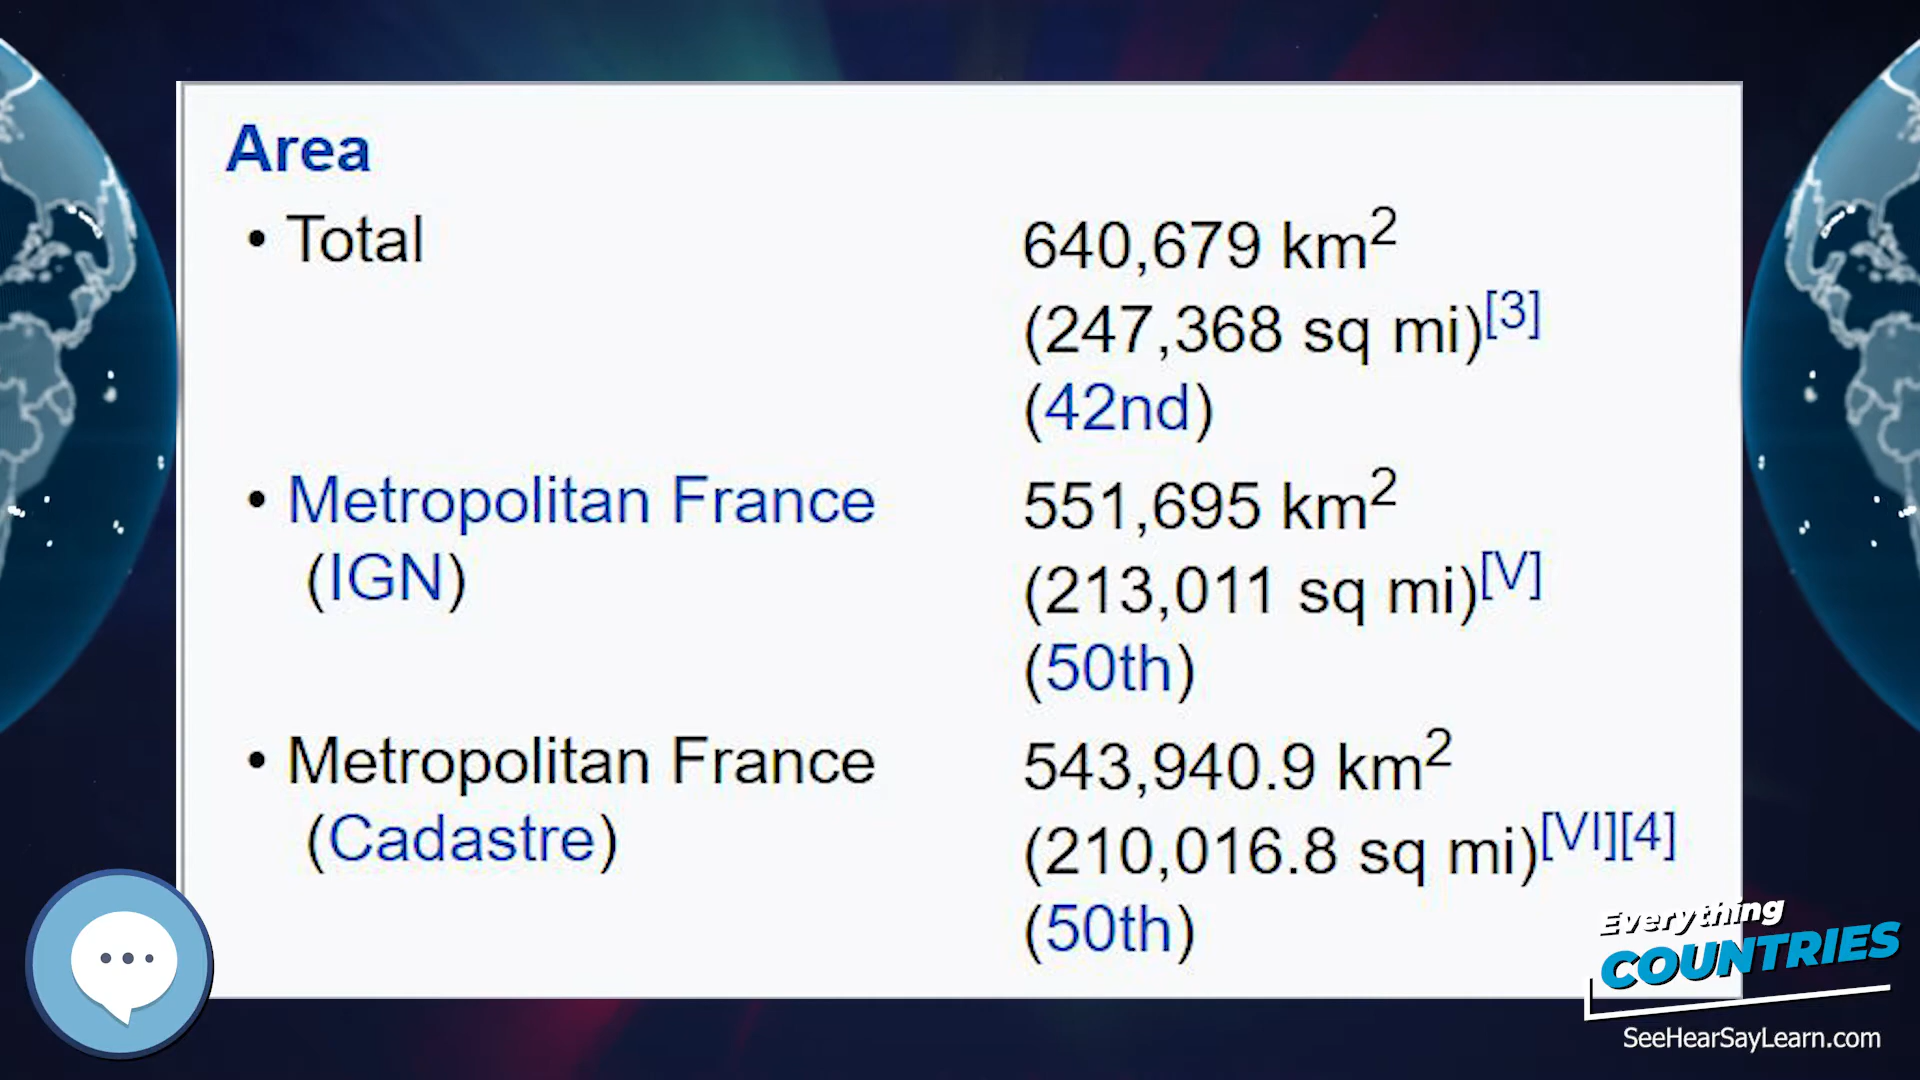 Area
• Total
640,679 km²
(247,368 sq mi)[3]
(42nd)
• Metropolitan France
(IGN)
551,695 km²
(213,011 sq mi)[V]
(50th)
• Metropolitan France
(Cadastre)
543,940.9 km²
(210,016.8 sq mi)[VI][4]
(50th)
Everything
COUNTRIES
SeeHearSayLearn.com